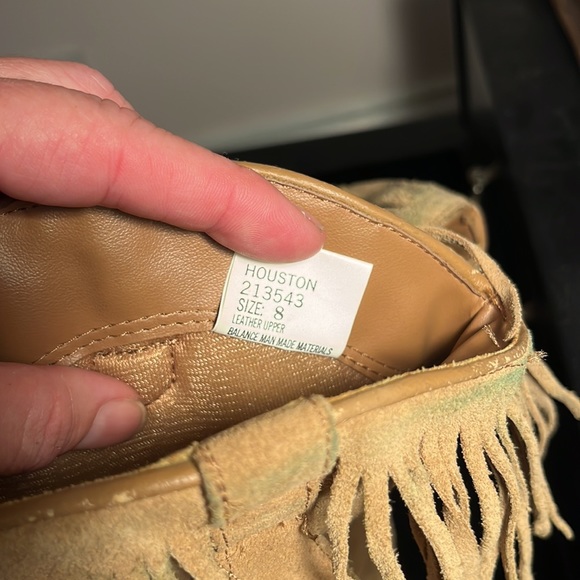 HOUSTON
213543
SIZE: 8
LEATHER UPPER
BALANCE MAN MADE MATERIALS